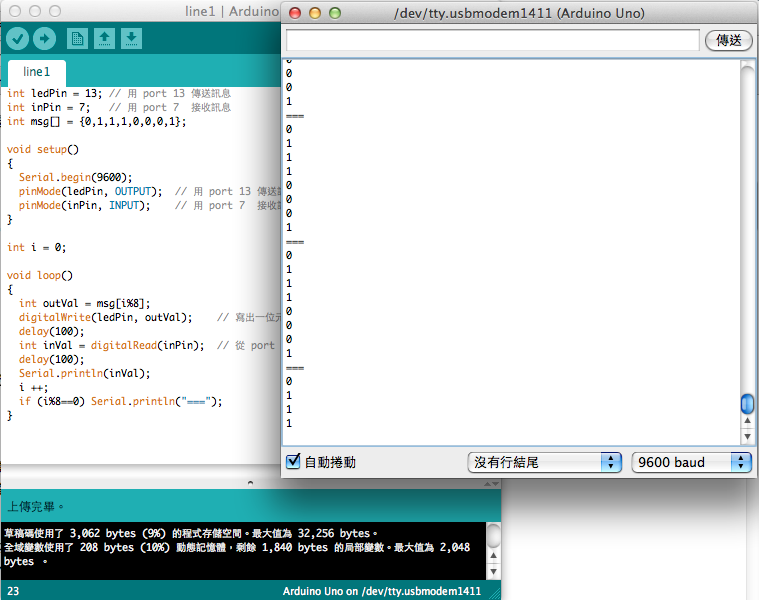 line1 | Arduino
/dev/tty.usbmodem1411 (Arduino Uno)
傳送
line1
int ledPin = 13; // 用 port 13 傳送訊息
int inPin = 7;   // 用 port 7  接收訊息
int msg[] = {0,1,1,1,0,0,0,1};
void setup()
{
  Serial.begin(9600);
  pinMode(ledPin, OUTPUT);  // 用 port 13 傳送
  pinMode(inPin, INPUT);    // 用 port 7  接收
}
int i = 0;
void loop()
{
  int outVal = msg[i%8];
  digitalWrite(ledPin, outVal);    // 寫出一位元
  delay(100);
  int inVal = digitalRead(inPin);  // 從 port
  delay(100);
  Serial.println(inVal);
  i ++;
  if (i%8==0) Serial.println("===");
}
0
0
0
1
===
0
1
1
1
0
0
0
1
===
0
1
1
1
0
0
0
1
===
0
1
1
1
自動捲動
沒有行結尾
9600 baud
上傳完畢。
草稿碼使用了 3,062 bytes (9%) 的程式存儲空間。最大值為 32,256 bytes。
全域變數使用了 208 bytes (10%) 動態記憶體，剩餘 1,840 bytes 的局部變數。最大值為 2,048
bytes 。
23
Arduino Uno on /dev/tty.usbmodem1411